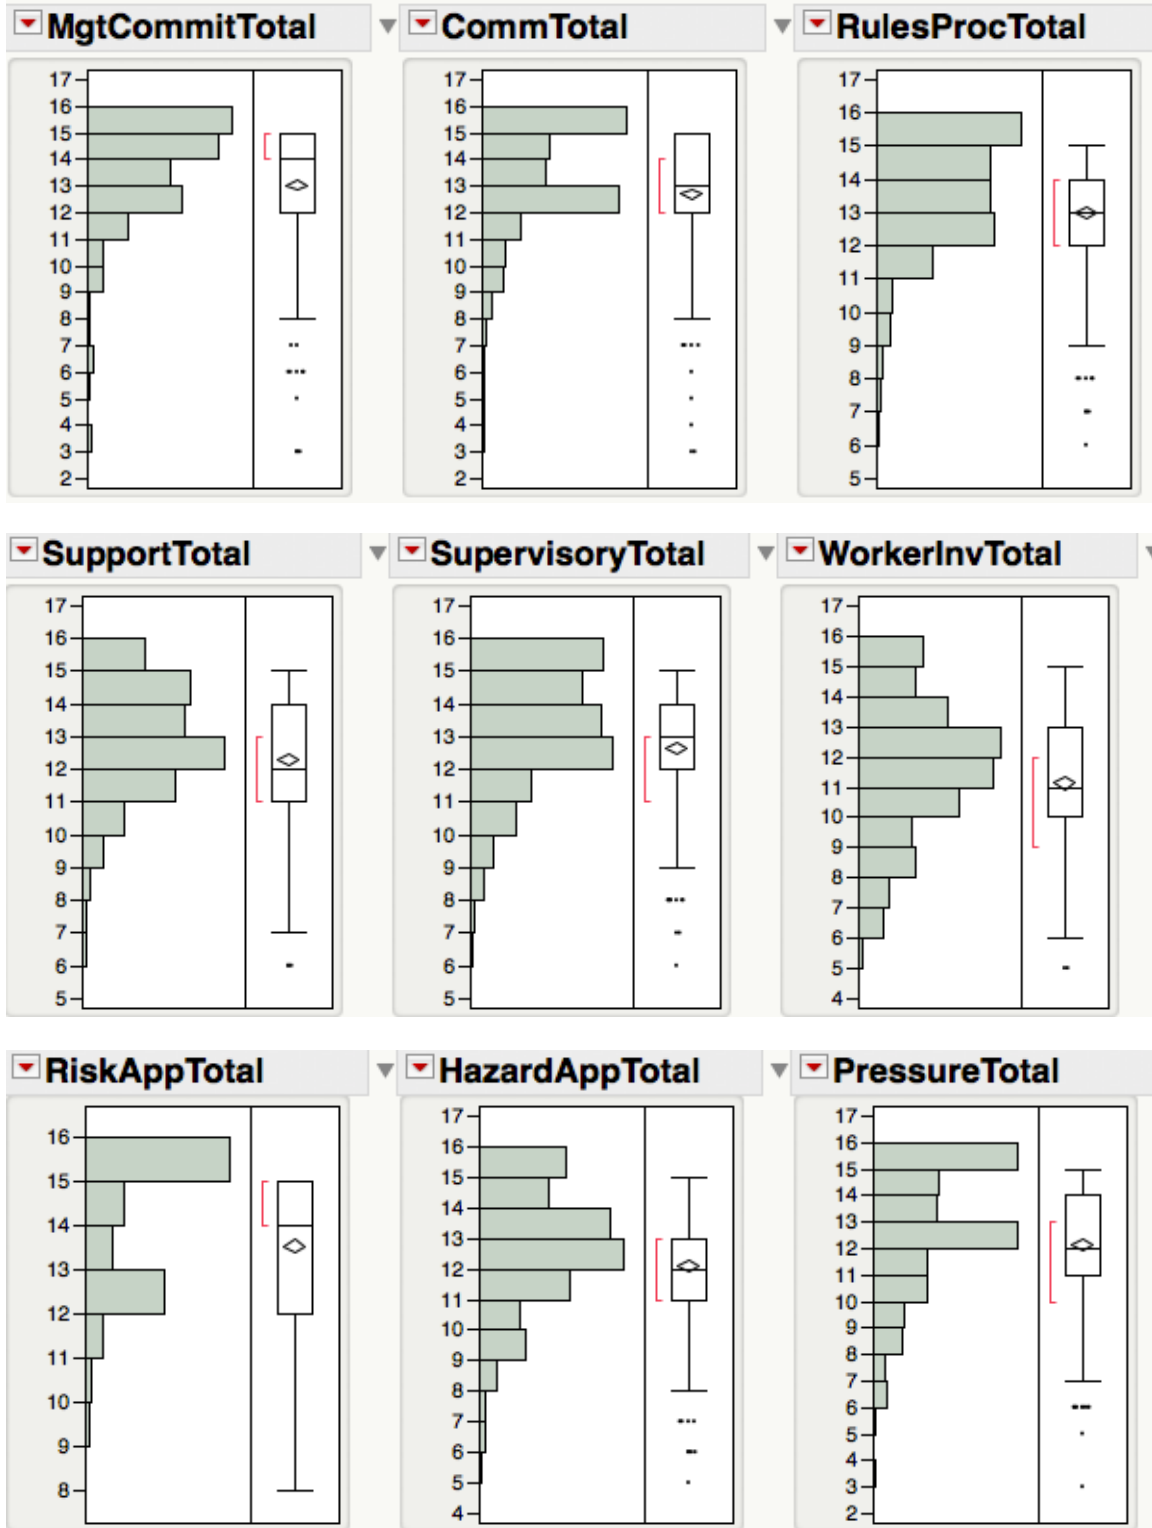 MgtCommitTotal CommTotal RulesProcTotal
17 17 17
16 16 16
15 15 15
14 14 14
13 13 13
12 12 12
11 11 11
10 10 10
9 9 9
8 8 8
7 7 7
6 6 6
5 5 5
4 4
3 3
2 2
SupportTotal SupervisoryTotal WorkerInvTotal
17 17 17
16 16 16
15 15 15
14 14 14
13 13 13
12 12 12
11 11 11
10 10 10
9 9 9
8 8 8
7 7 7
6 6 6
5 5 5
4
RiskAppTotal HazardAppTotal PressureTotal
17 17
16 16 16
15 15 15
14 14 14
13 13 13
12 12 12
11 11 11
10 10 10
9 9 9
8 8 8
7 7
6 6
5 5
4 4
3
2